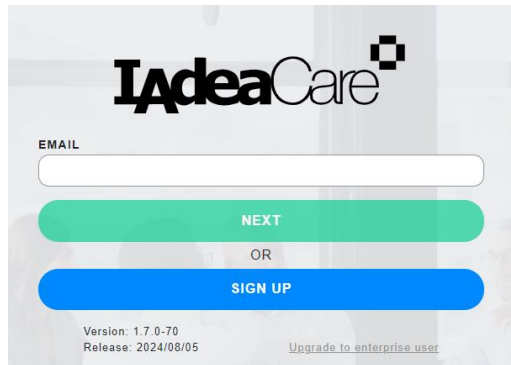 IAdeaCare
EMAIL
NEXT
OR
SIGN UP
Version: 1.7.0-70
Release: 2024/08/05
Upgrade to enterprise user